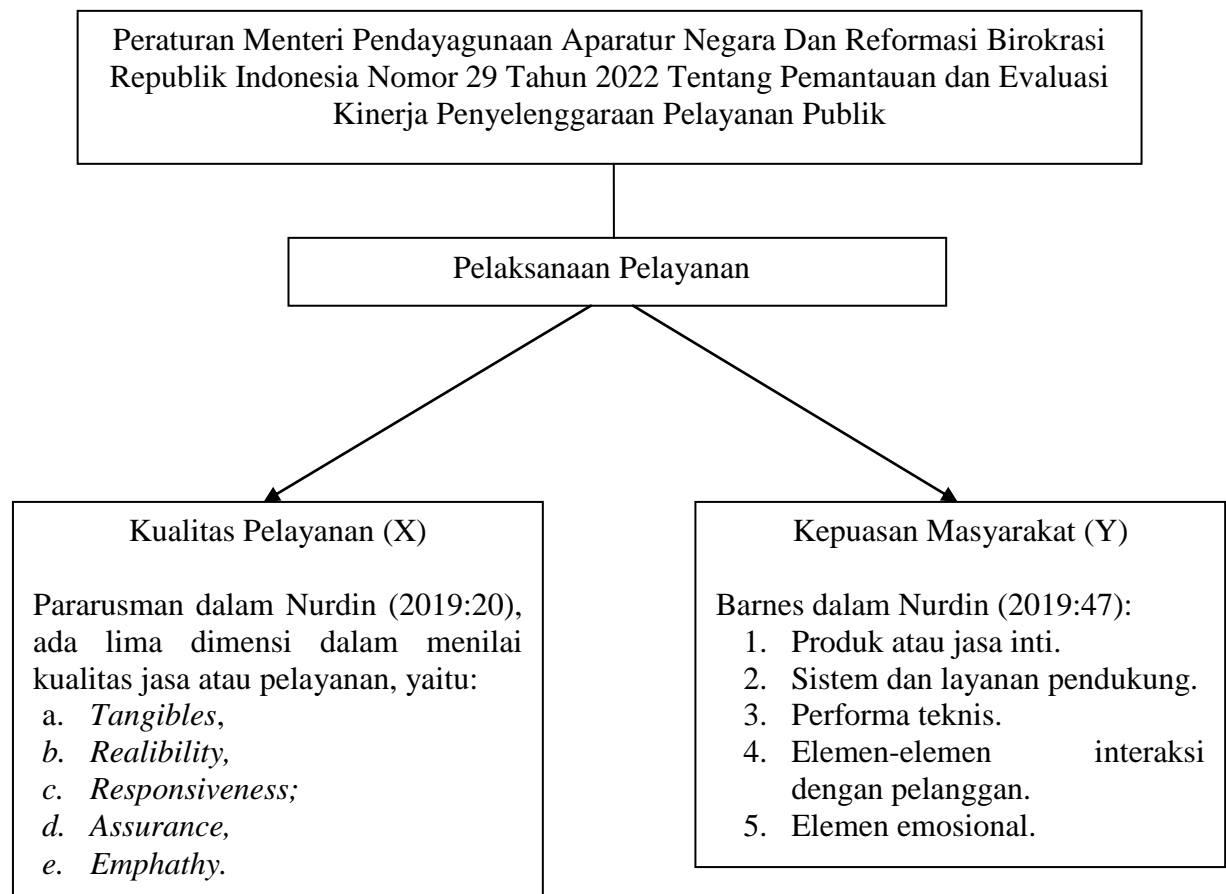 Peraturan Menteri Pendayagunaan Aparatur Negara Dan Reformasi Birokrasi
Republik Indonesia Nomor 29 Tahun 2022 Tentang Pemantauan dan Evaluasi
Kinerja Penyelenggaraan Pelayanan Publik
Pelaksanaan Pelayanan
Kualitas Pelayanan (X)
Pararusman dalam Nurdin (2019:20),
ada lima dimensi dalam menilai
kualitas jasa atau pelayanan, yaitu:
a. Tangibles,
b. Realibility,
c. Responsiveness;
d. Assurance,
e. Emphathy.
Kepuasan Masyarakat (Y)
Barnes dalam Nurdin (2019:47):
1. Produk atau jasa inti.
2. Sistem dan layanan pendukung.
3. Performa teknis.
4. Elemen-elemen interaksi
dengan pelanggan.
5. Elemen emosional.